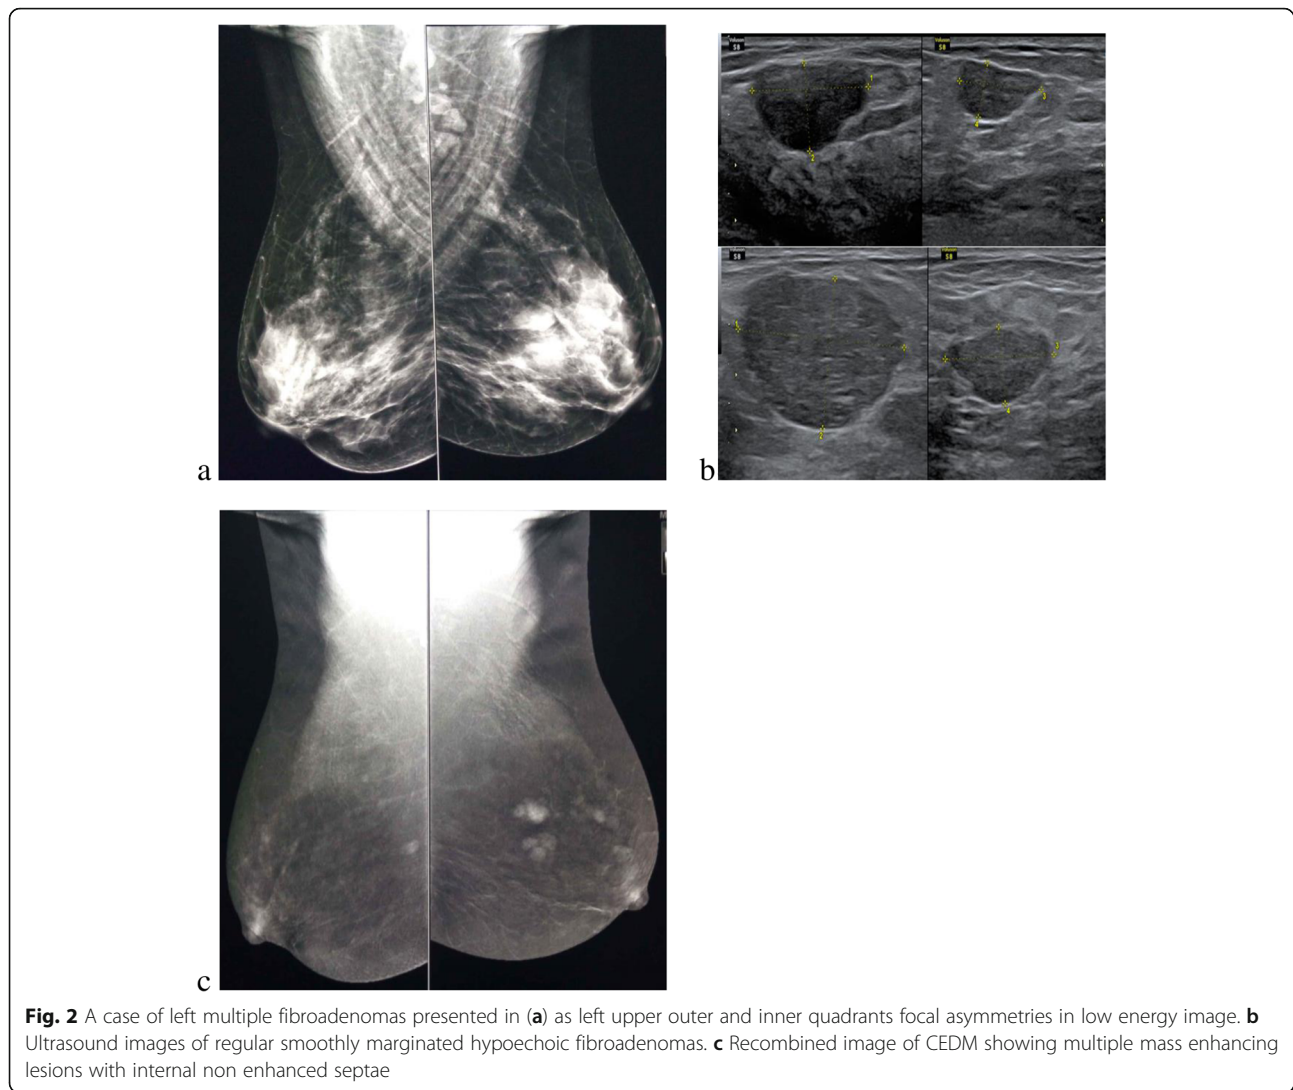 a
b
c
Fig. 2 A case of left multiple fibroadenomas presented in (a) as left upper outer and inner quadrants focal asymmetries in low energy image. b
Ultrasound images of regular smoothly marginated hypoechoic fibroadenomas. c Recombined image of CEDM showing multiple mass enhancing
lesions with internal non enhanced septae